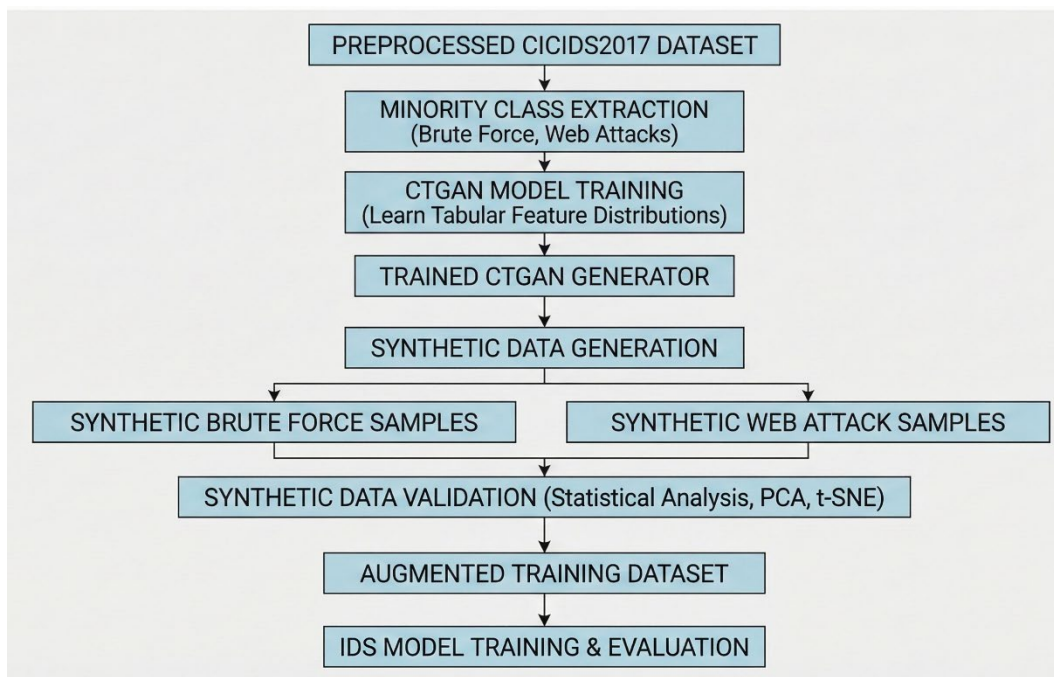 PREPROCESSED CICIDS2017 DATASET
MINORITY CLASS EXTRACTION
(Brute Force, Web Attacks)
CTGAN MODEL TRAINING
(Learn Tabular Feature Distributions)
TRAINED CTGAN GENERATOR
SYNTHETIC DATA GENERATION
SYNTHETIC BRUTE FORCE SAMPLES
SYNTHETIC WEB ATTACK SAMPLES
SYNTHETIC DATA VALIDATION (Statistical Analysis, PCA, t-SNE)
AUGMENTED TRAINING DATASET
IDS MODEL TRAINING & EVALUATION